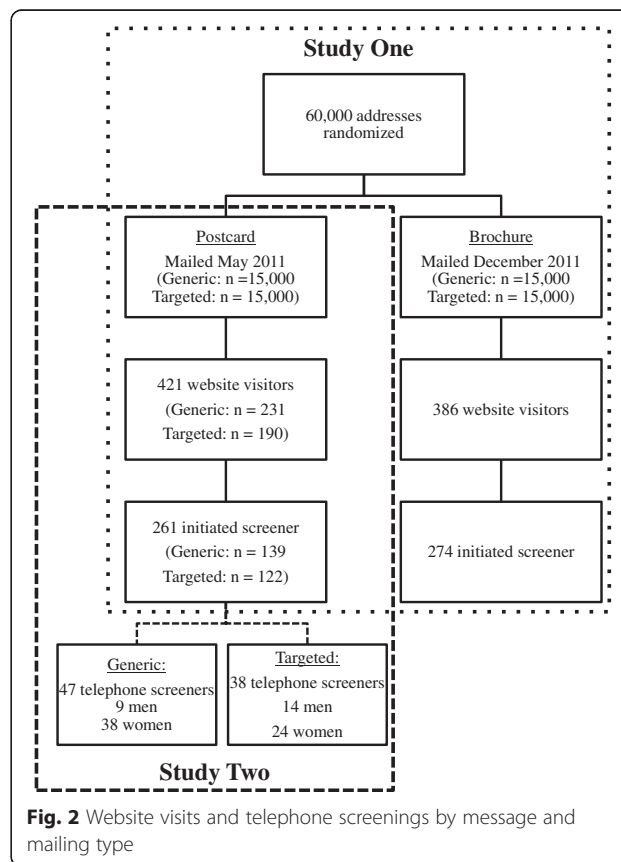 Study One
60,000 addresses
randomized
Postcard
Mailed May 2011
(Generic: n =15,000
Targeted: n = 15,000)
Brochure
Mailed December 2011
(Generic: n =15,000
Targeted: n = 15,000)
421 website visitors
(Generic: n = 231
Targeted: n = 190)
386 website visitors
261 initiated screener
(Generic: n = 139
Targeted: n = 122)
274 initiated screener
Generic:
47 telephone screeners
9 men
38 women
Targeted:
38 telephone screeners
14 men
24 women
Study Two
Fig. 2 Website visits and telephone screenings by message and
mailing type